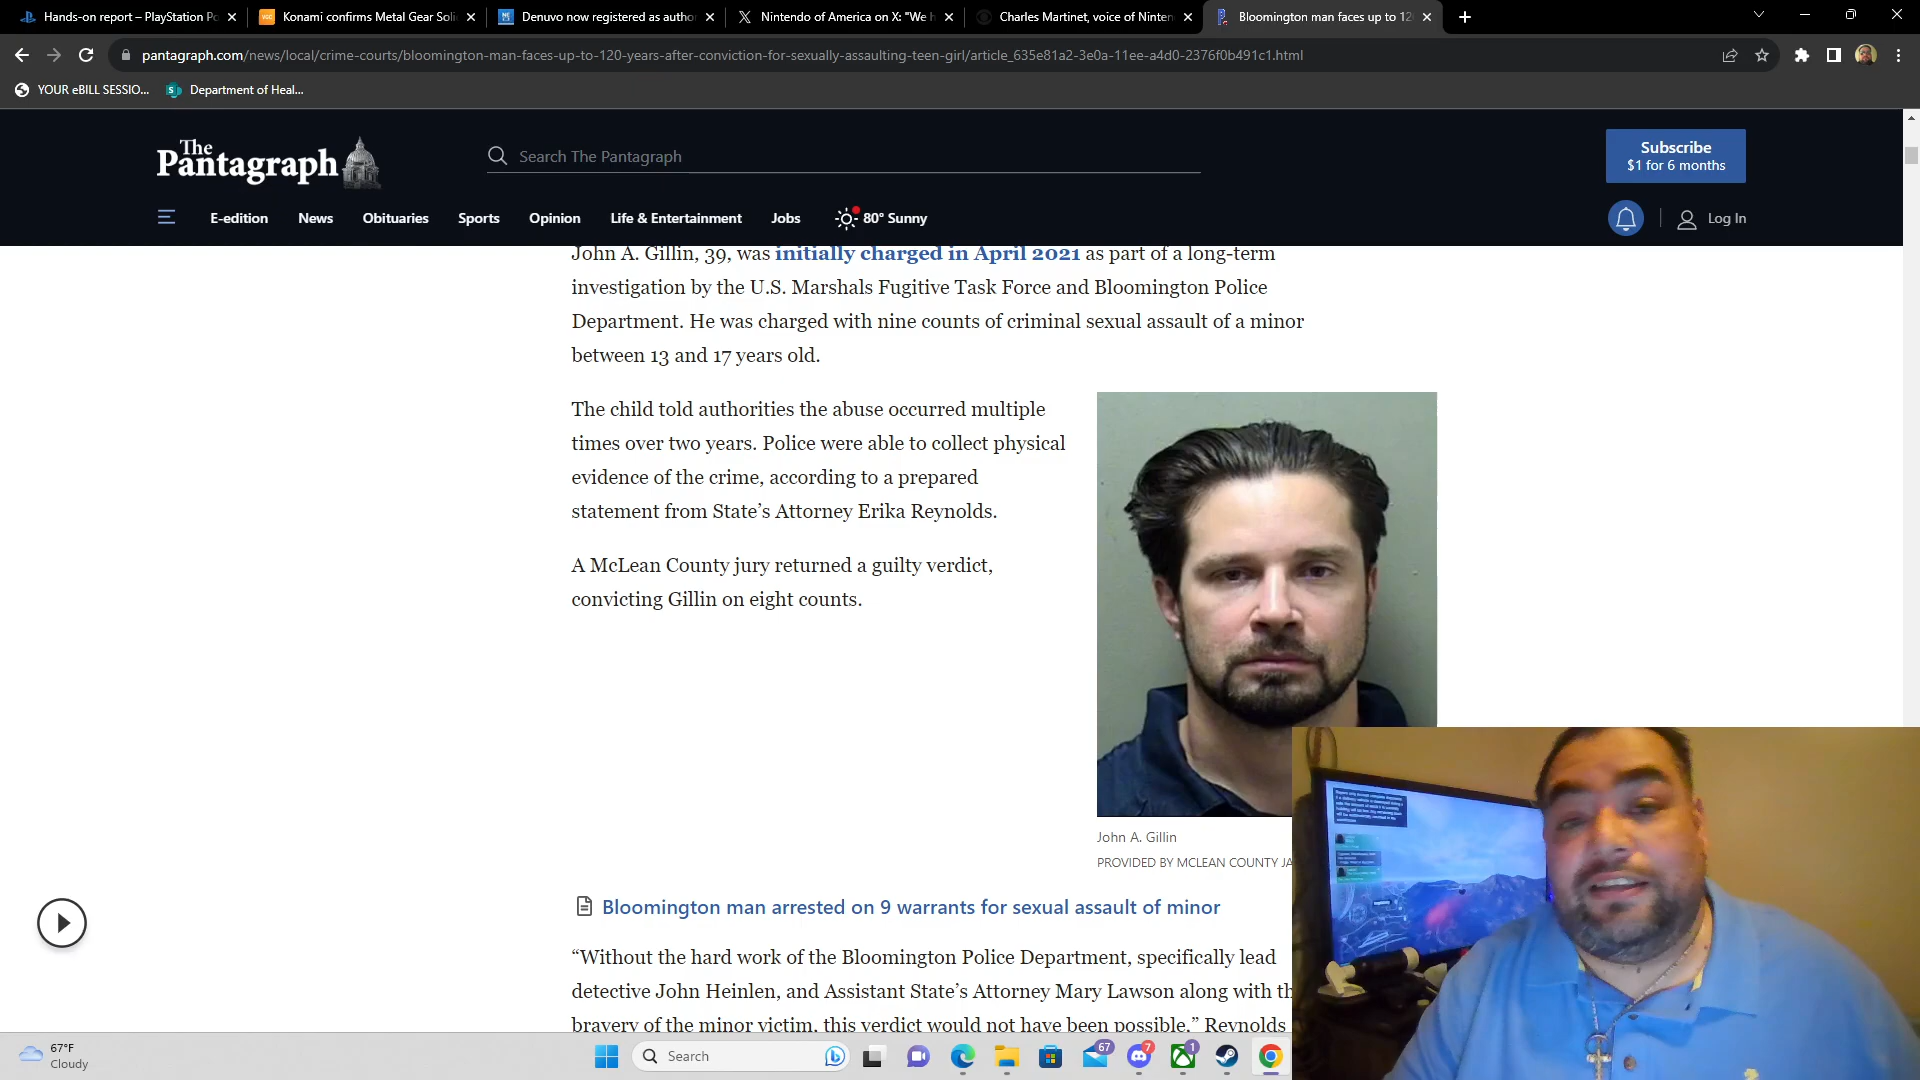 Hands-on report – PlayStation Po
Konami confirms Metal Gear Soli
Denuvo now registered as autho
Nintendo of America on X: "We h
Charles Martinet, voice of Ninten
Bloomington man faces up to 12
pantagraph.com/news/local/crime-courts/bloomington-man-faces-up-to-120-years-after-conviction-for-sexually-assaulting-teen-girl/article_635e81a2-3e0a-11ee-a4d0-2376f0b491c1.html
YOUR eBILL SESSIO...
Department of Heal...
The
Pantagraph
Search The Pantagraph
Subscribe
$1 for 6 months
E-edition
News
Obituaries
Sports
Opinion
Life & Entertainment
Jobs
80° Sunny
Log In
John A. Gillin, 39, was initially charged in April 2021 as part of a long-term
investigation by the U.S. Marshals Fugitive Task Force and Bloomington Police
Department. He was charged with nine counts of criminal sexual assault of a minor
between 13 and 17 years old.
The child told authorities the abuse occurred multiple
times over two years. Police were able to collect physical
evidence of the crime, according to a prepared
statement from State’s Attorney Erika Reynolds.
A McLean County jury returned a guilty verdict,
convicting Gillin on eight counts.
John A. Gillin
PROVIDED BY MCLEAN COUNTY JA
Bloomington man arrested on 9 warrants for sexual assault of minor
“Without the hard work of the Bloomington Police Department, specifically lead
detective John Heinlen, and Assistant State’s Attorney Mary Lawson along with th
bravery of the minor victim, this verdict would not have been possible,” Reynolds
67°F
Cloudy
Search
67
7
1